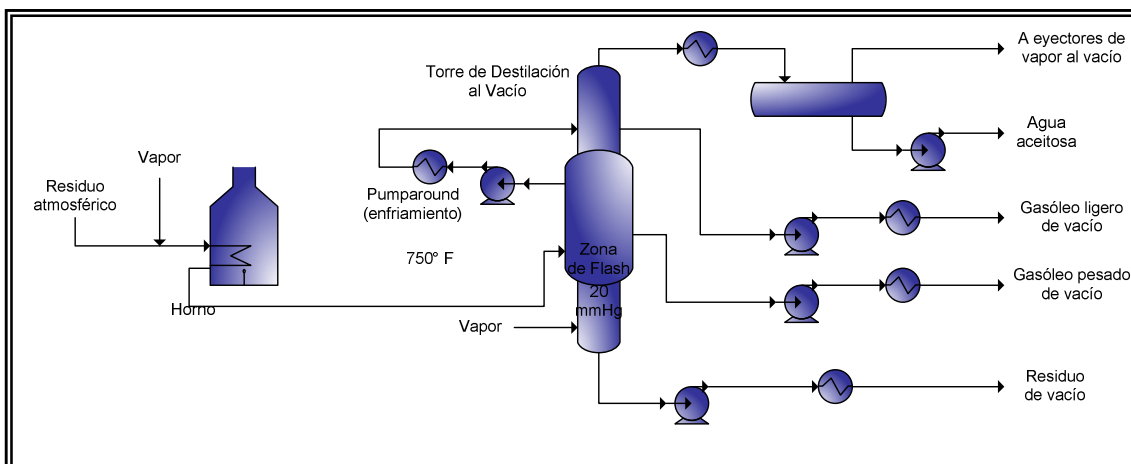 A eyectores de
vapor al vacío
Torre de Destilación
al Vacío
Agua
aceitosa
Vapor
Residuo
atmosférico
Pumparound
(enfriamiento)
Gasóleo ligero
de vacío
750° F
Zona
de Flash
20
mmHg
Gasóleo pesado
de vacío
Horno
Vapor
Residuo
de vacío